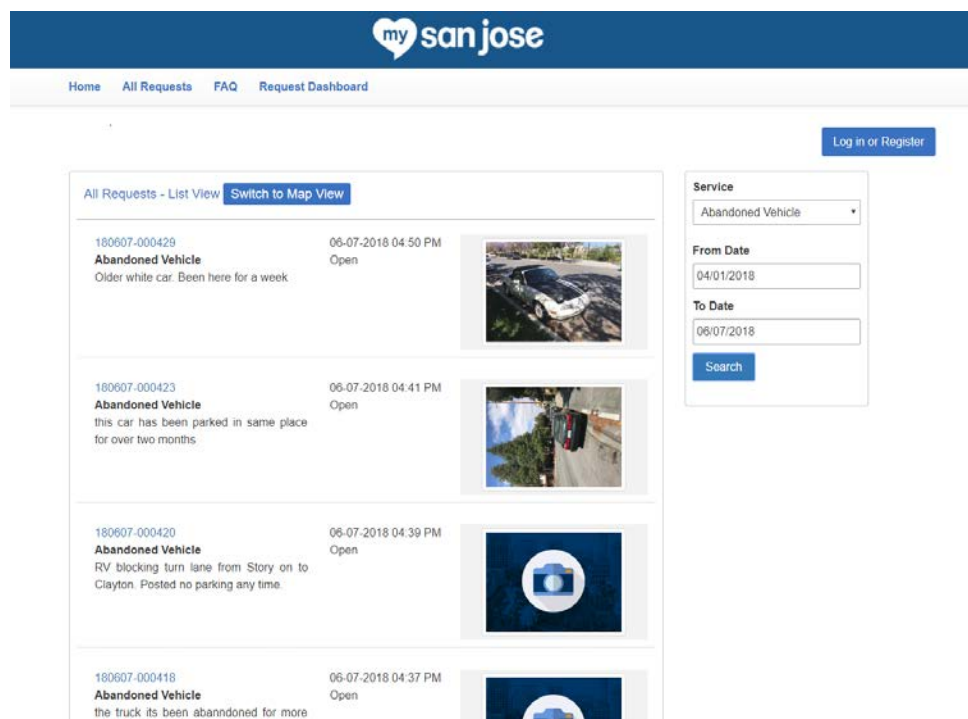 my san jose
Home All Requests FAQ Request Dashboard
Log in or Register
All Requests - List View Switch to Map View
180607-000429 06-07-2018 04:50 PM
Abandoned Vehicle Open
Older white car. Been here for a week
180607-000423 06-07-2018 04:41 PM
Abandoned Vehicle Open
this car has been parked in same place
for over two months
180607-000420 06-07-2018 04:39 PM
Abandoned Vehicle Open
RV blocking turn lane from Story on to
Clayton. Posted no parking any time.
180607-000418 06-07-2018 04:37 PM
Abandoned Vehicle Open
the truck its been abanndoned for more
Service
Abandoned Vehicle
From Date
04/01/2018
To Date
06/07/2018
Search